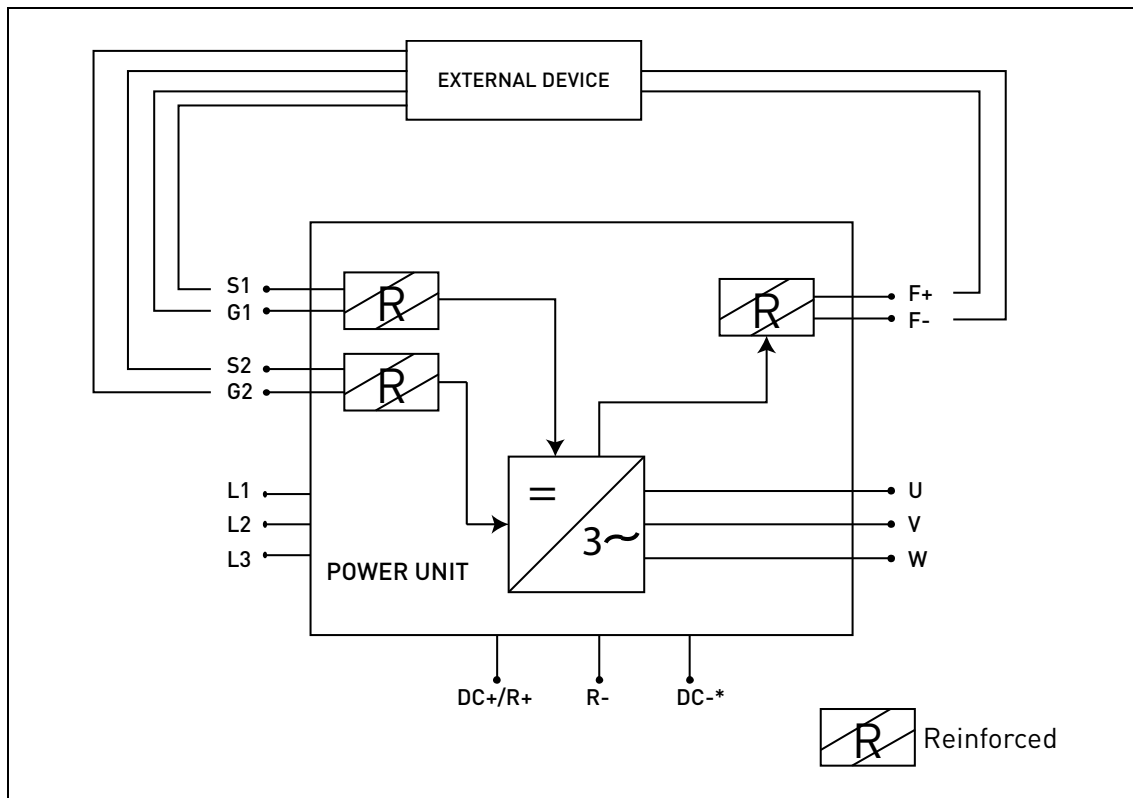 EXTERNAL DEVICE
S1
G1
S2
G2
R
R
R
F+
F-
L1
L2
L3
=
3~
U
V
W
POWER UNIT
DC+/R+
R-
DC-*
R
Reinforced